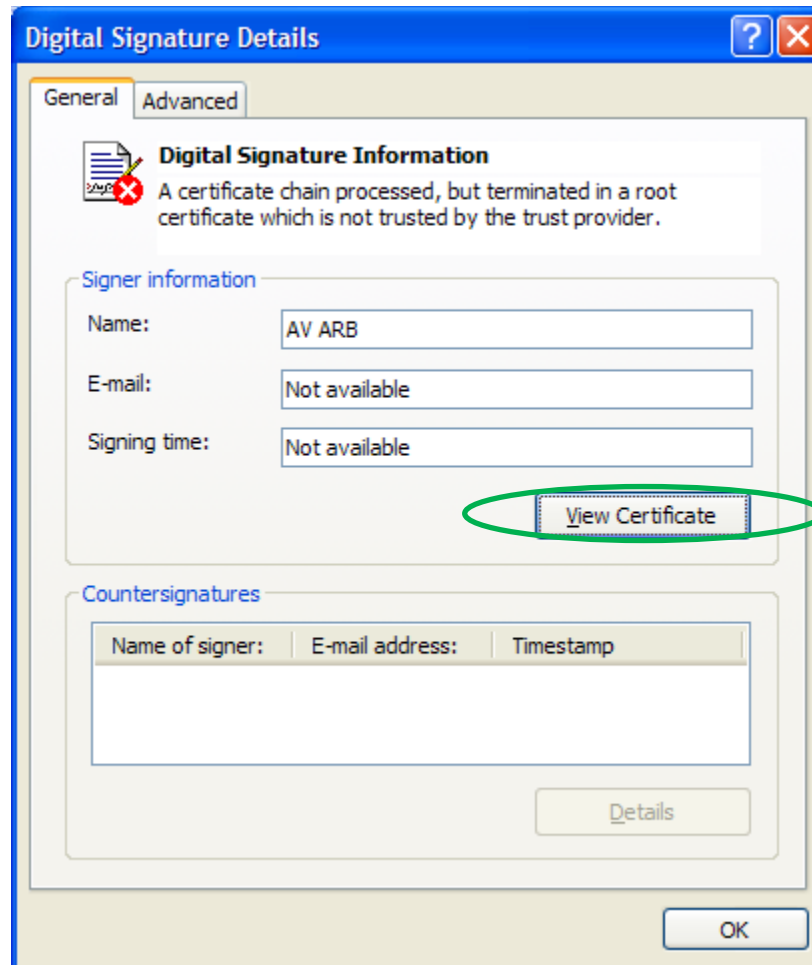 Digital Signature Details
General Advanced
Digital Signature Information
A certificate chain processed, but terminated in a root
certificate which is not trusted by the trust provider.
Signer information
Name: AV ARB
E-mail: Not available
Signing time: Not available
View Certificate
Countersignatures
Name of signer: E-mail address: Timestamp
Details
OK